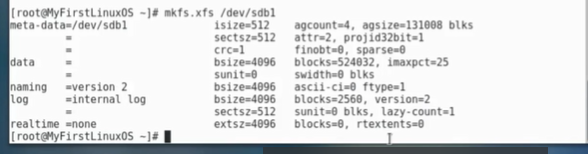 [root@MyFirstLinuxOS ~]# mkfs.xfs /dev/sdb1
meta-data=/dev/sdb1 isize=512 agcount=4, agsize=131008 blks
= sectsz=512 attr=2, projid32bit=1
= crc=1 finobt=0, sparse=0
data = bsize=4096 blocks=524032, imaxpct=25
= sunit=0 swidth=0 blks
naming =version 2 bsize=4096 ascii-ci=0 ftype=1
log =internal log bsize=4096 blocks=2560, version=2
= sectsz=512 sunit=0 blks, lazy-count=1
realtime =none extsz=4096 blocks=0, rtextents=0
[root@MyFirstLinuxOS ~]#